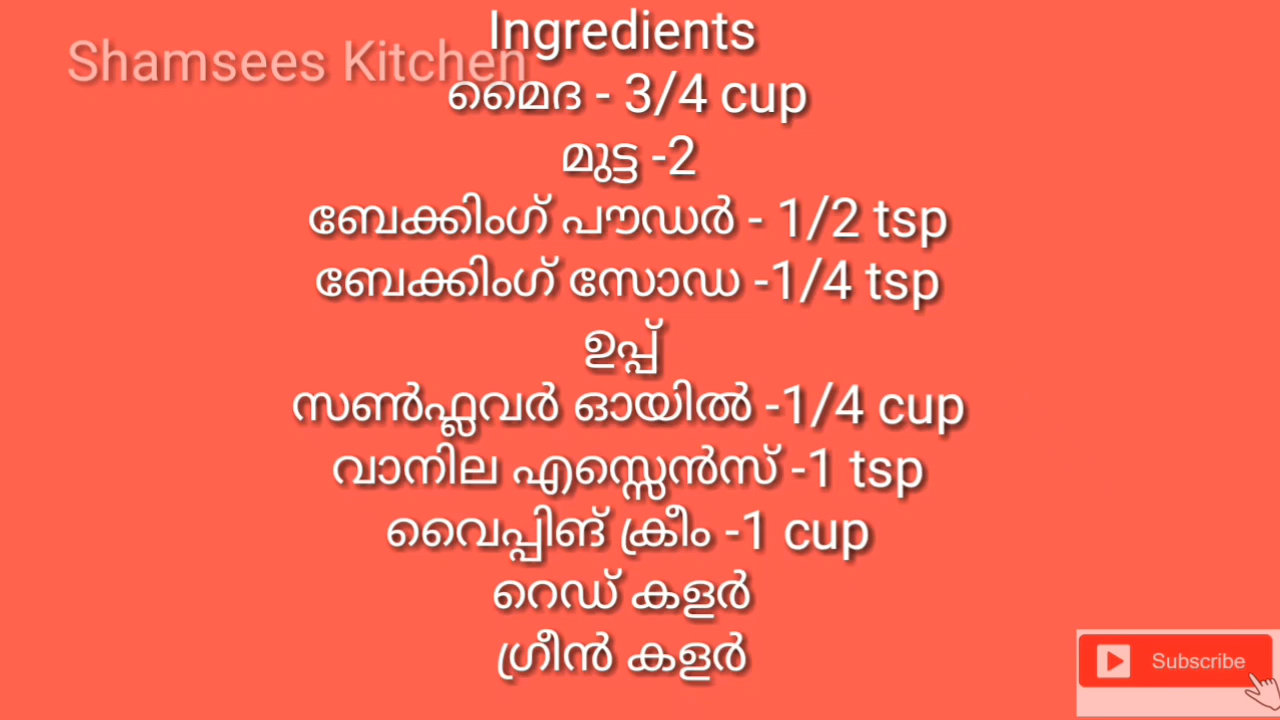 Ingredients
Shamsees Kitchen
മൈദ - 3/4 cup
മുട്ട -2
ബേക്കിംഗ് പൗഡർ - 1/2 tsp
ബേക്കിംഗ് സോഡ -1/4 tsp
ഉപ്പ്
സൺഫ്ലവർ ഓയിൽ -1/4 cup
വാനില എസ്സെൻസ് -1 tsp
വൈപ്പിങ് ക്രീം -1 cup
റെഡ് കളർ
ഗ്രീൻ കളർ
Subscribe